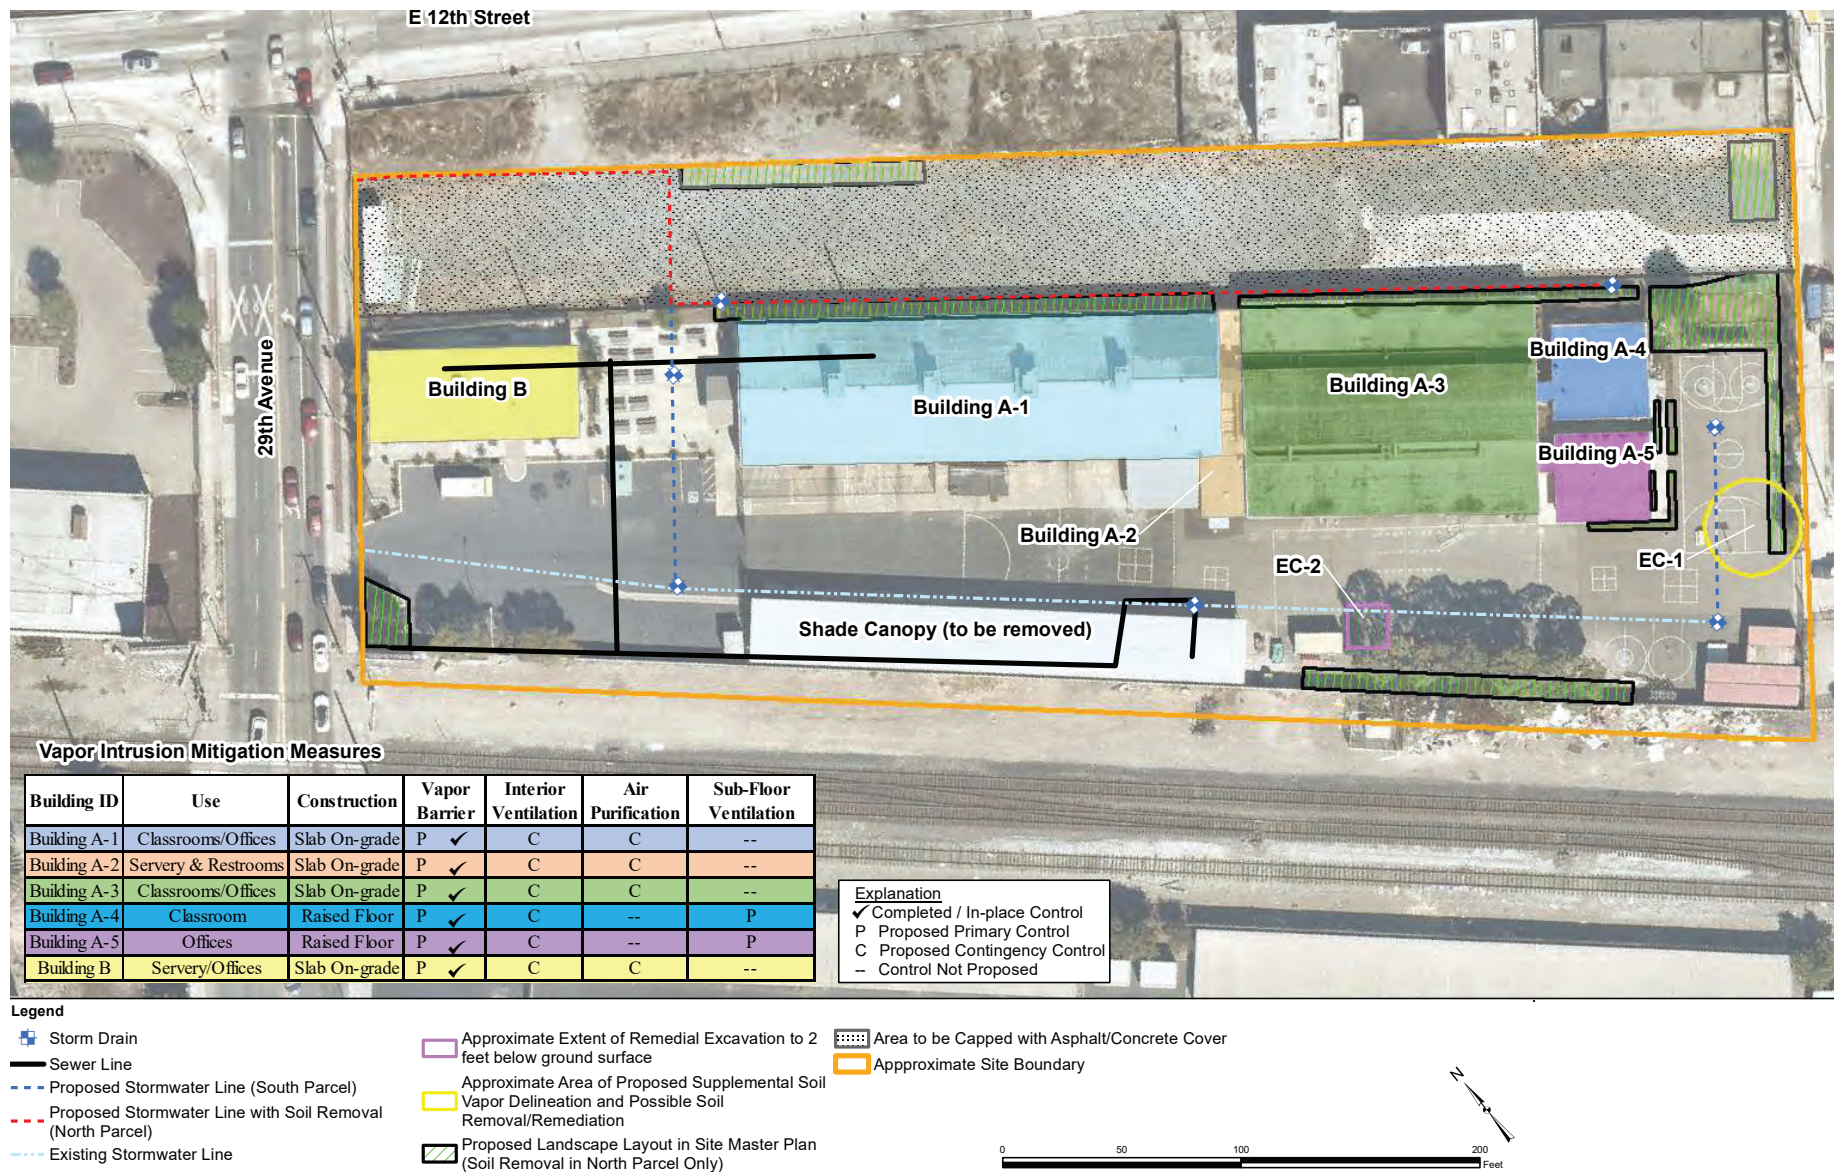 E 12th Street
29th Avenue
Building B
Building A-1
Building A-2
Building A-3
Building A-4
Building A-5
EC-1
EC-2
Shade Canopy (to be removed)
Vapor Intrusion Mitigation Measures
Building ID Use Construction Vapor Barrier Interior Ventilation Air Purification Sub-Floor Ventilation
Building A-1 Classrooms/Offices Slab On-grade P ✓ C C --
Building A-2 Servery & Restrooms Slab On-grade P ✓ C C --
Building A-3 Classrooms/Offices Slab On-grade P ✓ C C --
Building A-4 Classroom Raised Floor P ✓ C -- P
Building A-5 Offices Raised Floor P ✓ C -- P
Building B Servery/Offices Slab On-grade P ✓ C C --
Explanation
✓ Completed / In-place Control
P Proposed Primary Control
C Proposed Contingency Control
-- Control Not Proposed
Legend
Storm Drain
Sewer Line
Proposed Stormwater Line (South Parcel)
Proposed Stormwater Line with Soil Removal
(North Parcel)
Existing Stormwater Line
Approximate Extent of Remedial Excavation to 2
feet below ground surface
Approximate Area of Proposed Supplemental Soil
Vapor Delineation and Possible Soil
Removal/Remediation
Proposed Landscape Layout in Site Master Plan
(Soil Removal in North Parcel Only)
Area to be Capped with Asphalt/Concrete Cover
Appproximate Site Boundary
N
0 50 100 200
Feet